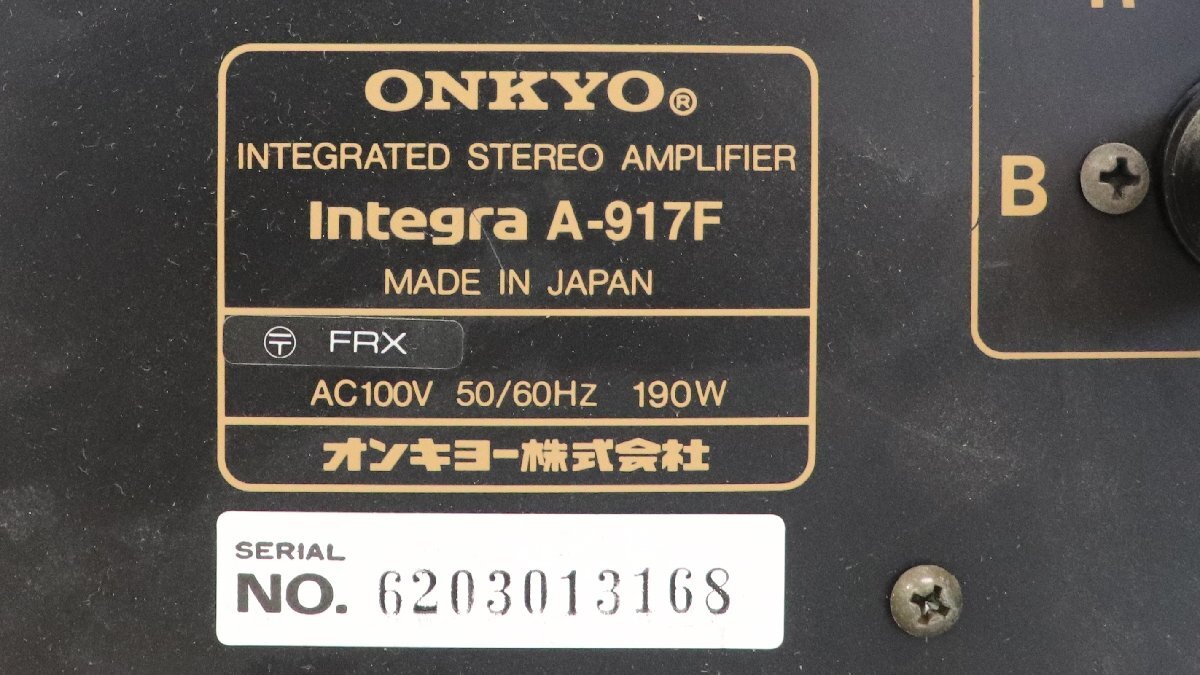 ONKYO®
INTEGRATED STEREO AMPLIFIER
Integra A-917F
MADE IN JAPAN
〶 FRX
AC100V 50/60Hz 190W
オンキヨー株式会社
SERIAL
NO. 6203013168
B